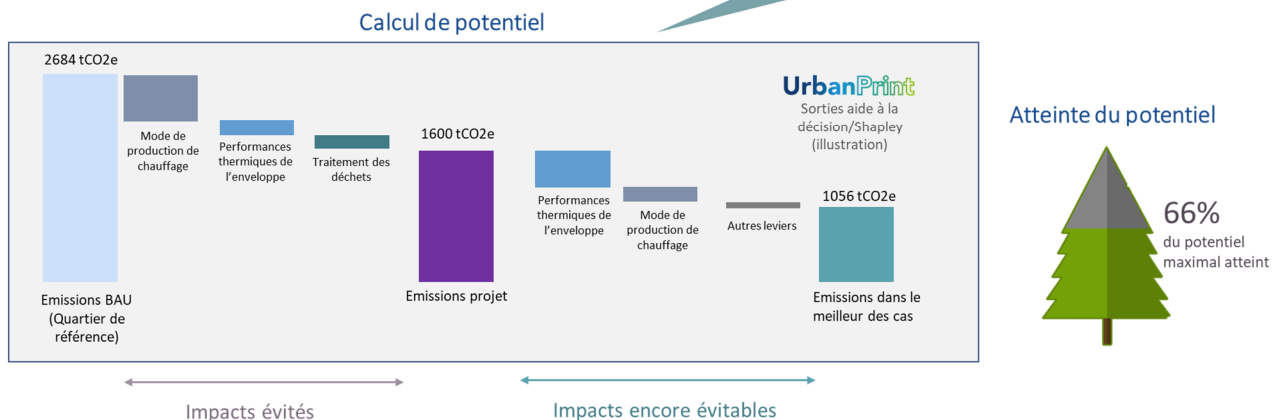 Calcul de potentiel
2684 tCO2e
Mode de
production de
chauffage
Performances
thermiques de
l'enveloppe
Traitement des
déchets
1600 tCO2e
Performances
thermiques de
l'enveloppe
Mode de
production de
chauffage
Autres leviers
UrbanPrint
Sorties aide à la
décision/Shapley
(illustration)
1056 tCO2e
Emissions BAU
(Quartier de
référence)
Emissions projet
Emissions dans le
meilleur des cas
Impacts évités
Impacts encore évitables
Atteinte du potentiel
66%
du potentiel
maximal atteint